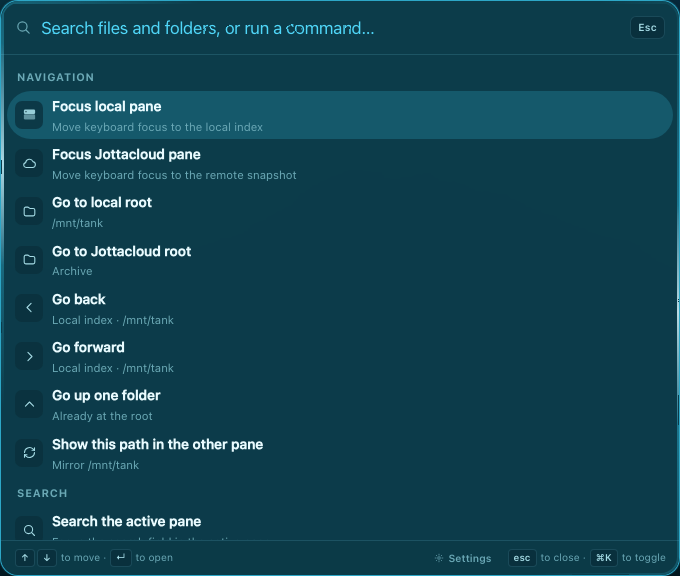 Search files and folders, or run a command...
Esc
NAVIGATION
Focus local pane
Move keyboard focus to the local index
Focus Jottacloud pane
Move keyboard focus to the remote snapshot
Go to local root
/mnt/tank
Go to Jottacloud root
Archive
Go back
Local index · /mnt/tank
Go forward
Local index · /mnt/tank
Go up one folder
Already at the root
Show this path in the other pane
Mirror /mnt/tank
SEARCH
Search the active pane
↑ ↓ to move · ↵ to open
Settings
esc to close · ⌘K to toggle